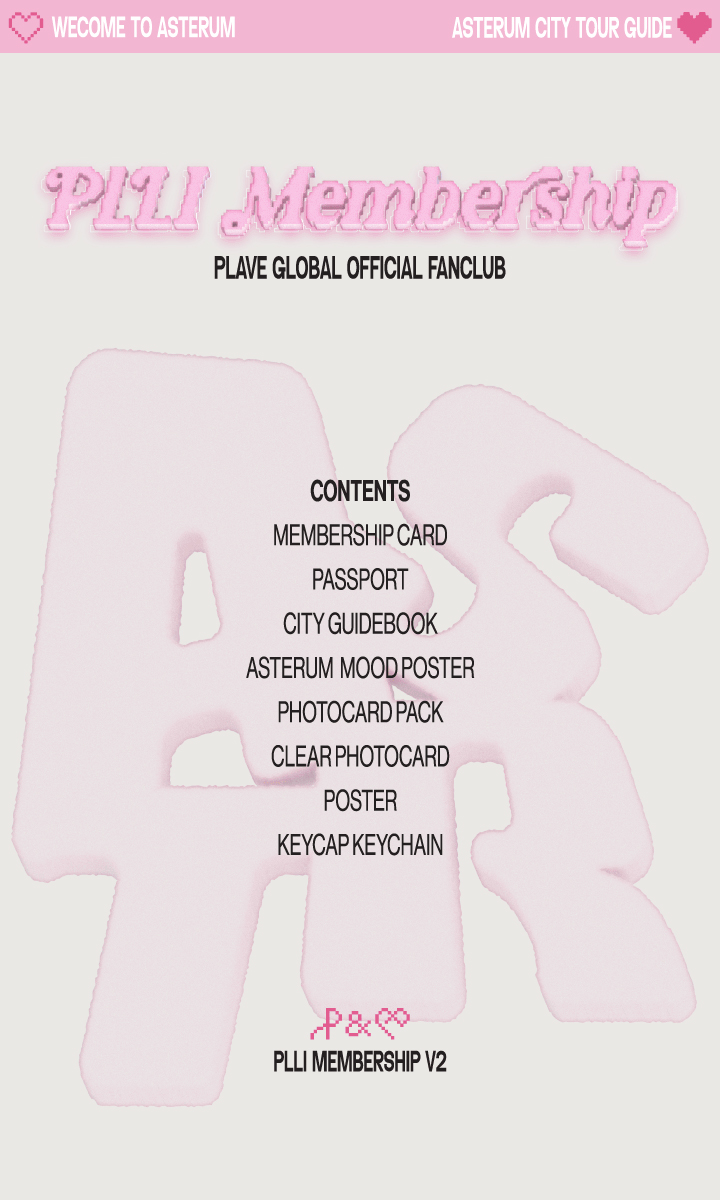 WECOME TO ASTERUM
ASTERUM CITY TOUR GUIDE
PLLI Membership
PLAVE GLOBAL OFFICIAL FANCLUB
CONTENTS
MEMBERSHIP CARD
PASSPORT
CITY GUIDEBOOK
ASTERUM MOOD POSTER
PHOTOCARD PACK
CLEAR PHOTOCARD
POSTER
KEYCAP KEYCHAIN
P&
PLLI MEMBERSHIP V2